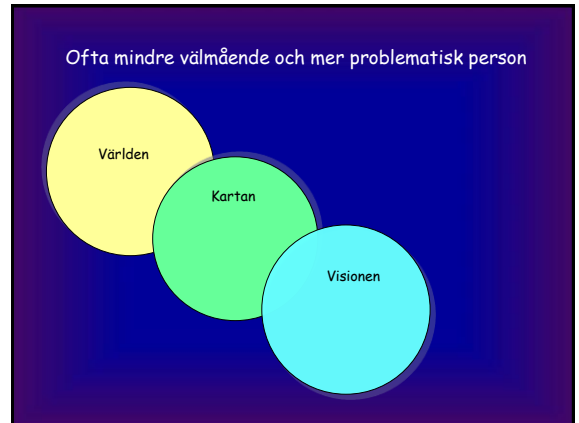 Ofta mindre välmående och mer problematisk person
Världen
Kartan
Visionen